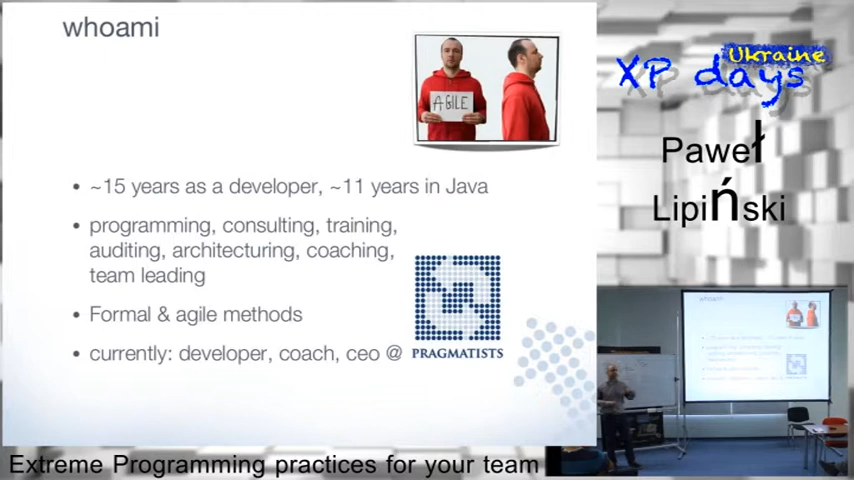 whoami
AGILE
• ~15 years as a developer, ~11 years in Java
• programming, consulting, training,
auditing, architecturing, coaching,
team leading
• Formal & agile methods
• currently: developer, coach, ceo @
PRAGMATISTS
Ukraine
XP days
Paweł
Lipiński
whoami
Extreme Programming practices for your team